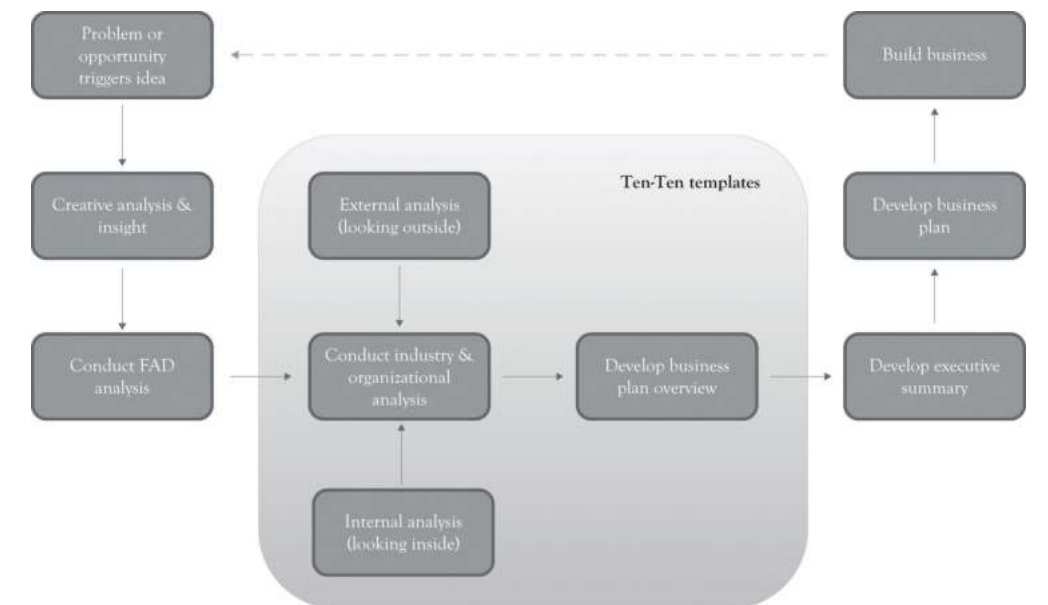 Problem or
opportunity
triggers idea
Build business
Ten-Ten templates
Creative analysis &
insight
External analysis
(looking outside)
Develop business
plan
Conduct FAD
analysis
Conduct industry &
organizational
analysis
Develop business
plan overview
Develop executive
summary
Internal analysis
(looking inside)